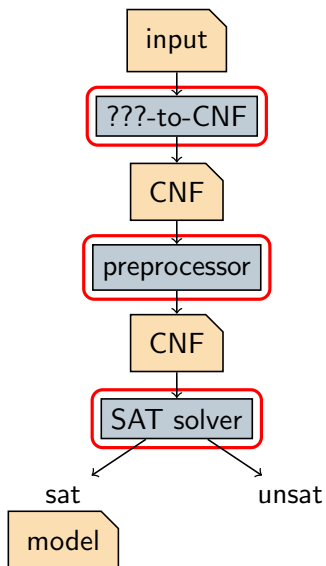 input
???-to-CNF
CNF
preprocessor
CNF
SAT solver
sat
unsat
model